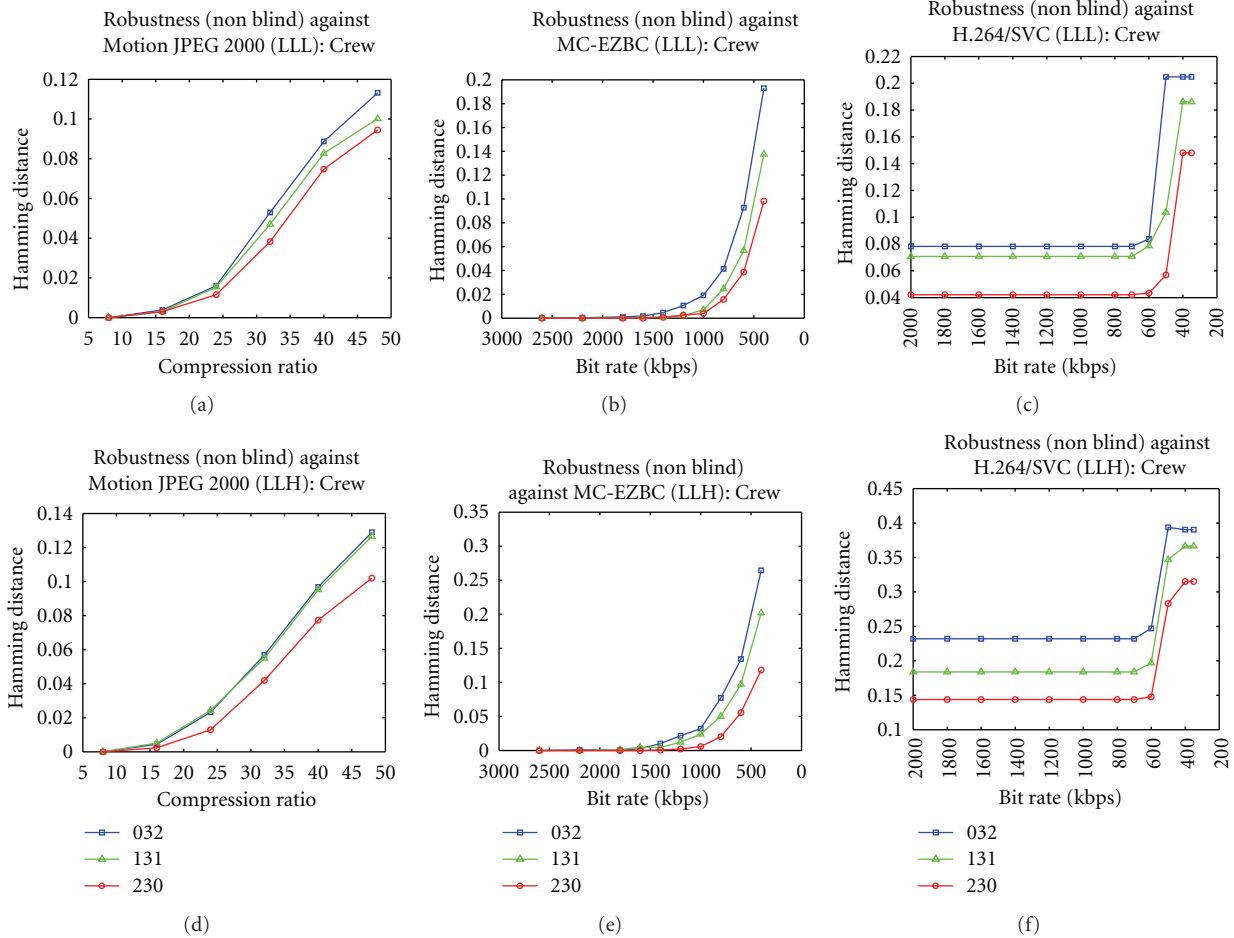 Robustness (non blind) against
Motion JPEG 2000 (LLL): Crew
0.12
0.1
0.08
0.06
0.04
0.02
0
Hamming distance
5 10 15 20 25 30 35 40 45 50
Compression ratio
(a)
Robustness (non blind) against
MC-EZBC (LLL): Crew
0.2
0.18
0.16
0.14
0.12
0.1
0.08
0.06
0.04
0.02
0
Hamming distance
3000 2500 2000 1500 1000 500 0
Bit rate (kbps)
(b)
Robustness (non blind) against
H.264/SVC (LLL): Crew
0.22
0.2
0.18
0.16
0.14
0.12
0.1
0.08
0.06
0.04
Hamming distance
2000 1800 1600 1400 1200 1000 800 600 400 200
Bit rate (kbps)
(c)
Robustness (non blind) against
Motion JPEG 2000 (LLH): Crew
0.14
0.12
0.1
0.08
0.06
0.04
0.02
0
Hamming distance
5 10 15 20 25 30 35 40 45 50
Compression ratio
032
131
230
(d)
Robustness (non blind)
against MC-EZBC (LLH): Crew
0.35
0.3
0.25
0.2
0.15
0.1
0.05
0
Hamming distance
3000 2500 2000 1500 1000 500 0
Bit rate (kbps)
032
131
230
(e)
Robustness (non blind) against
H.264/SVC (LLH): Crew
0.45
0.4
0.35
0.3
0.25
0.2
0.15
0.1
Hamming distance
2000 1800 1600 1400 1200 1000 800 600 400 200
Bit rate (kbps)
032
131
230
(f)